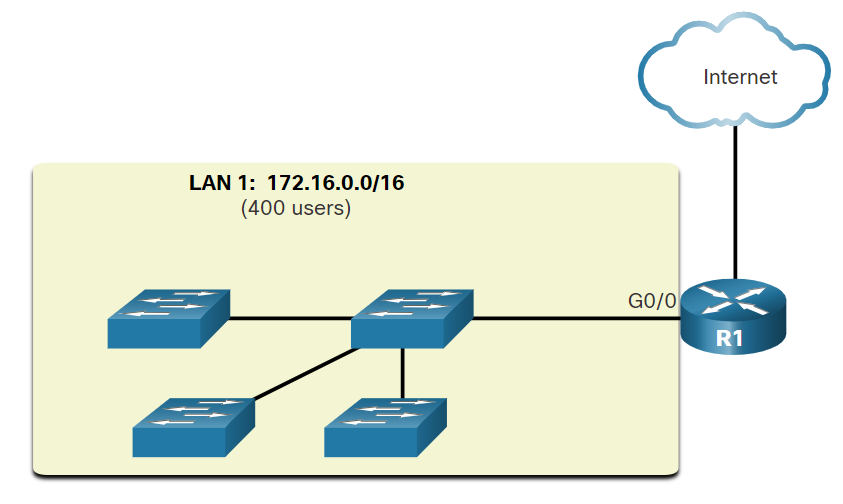 Internet
LAN 1: 172.16.0.0/16
(400 users)
G0/0
R1